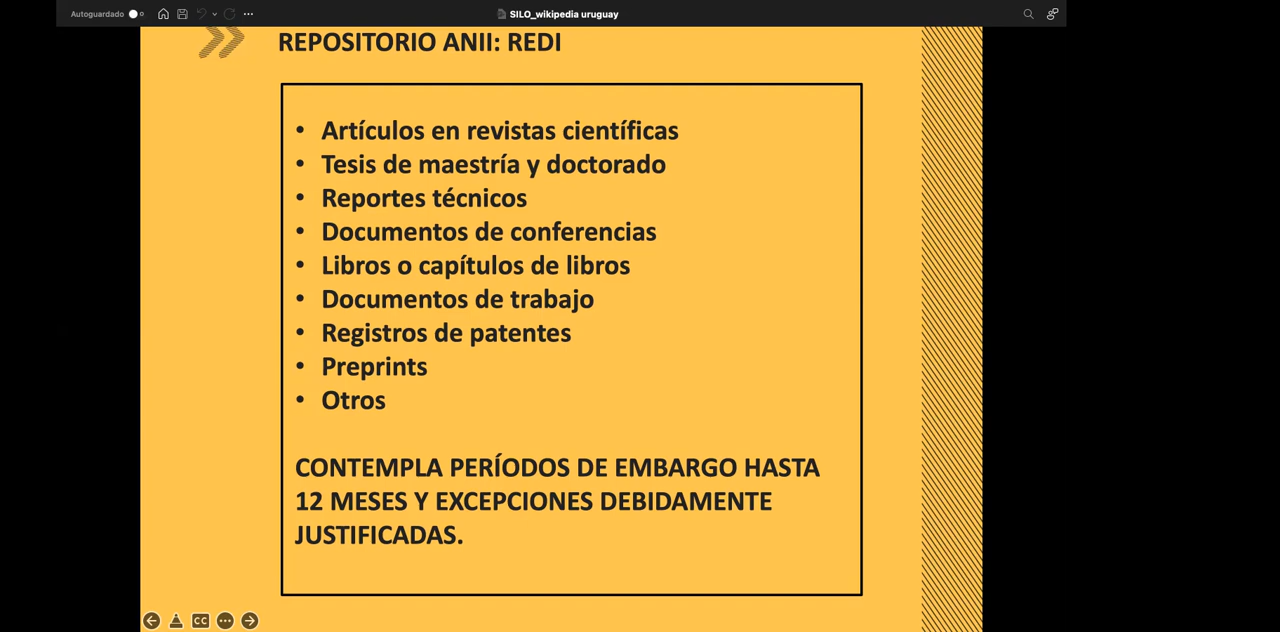 Autoguardado
SILO_wikipedia uruguay
REPOSITORIO ANII: REDI
• Artículos en revistas científicas
• Tesis de maestría y doctorado
• Reportes técnicos
• Documentos de conferencias
• Libros o capítulos de libros
• Documentos de trabajo
• Registros de patentes
• Preprints
• Otros
CONTEMPLA PERÍODOS DE EMBARGO HASTA
12 MESES Y EXCEPCIONES DEBIDAMENTE
JUSTIFICADAS.
CC